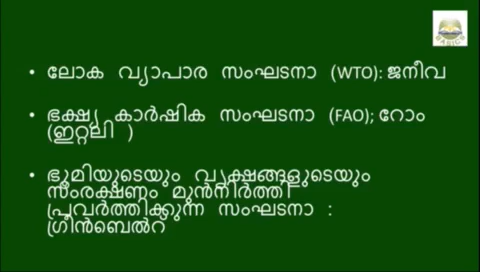 • ലോക വ്യാപാര സംഘടനാ (WTO): ജനീവ
• ഭക്ഷ്യ കാർഷിക സംഘടനാ (FAO); റോം
(ഇറ്റലി )
• ഭൂമിയുടെയും വൃക്ഷങ്ങളുടെയും
സംരക്ഷണം മുൻനിർത്തി
പ്രവർത്തിക്കുന്ന സംഘടനാ :
ഗ്രീൻബെൽറ്